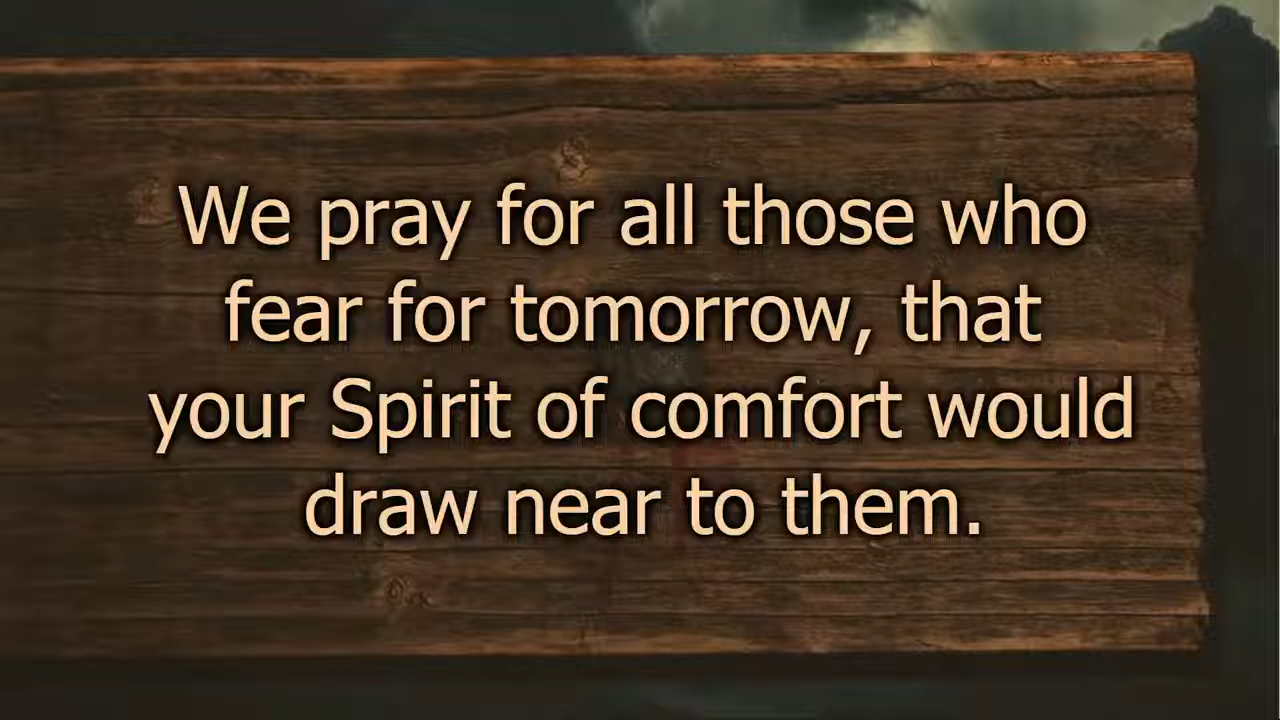 We pray for all those who
fear for tomorrow, that
your Spirit of comfort would
draw near to them.